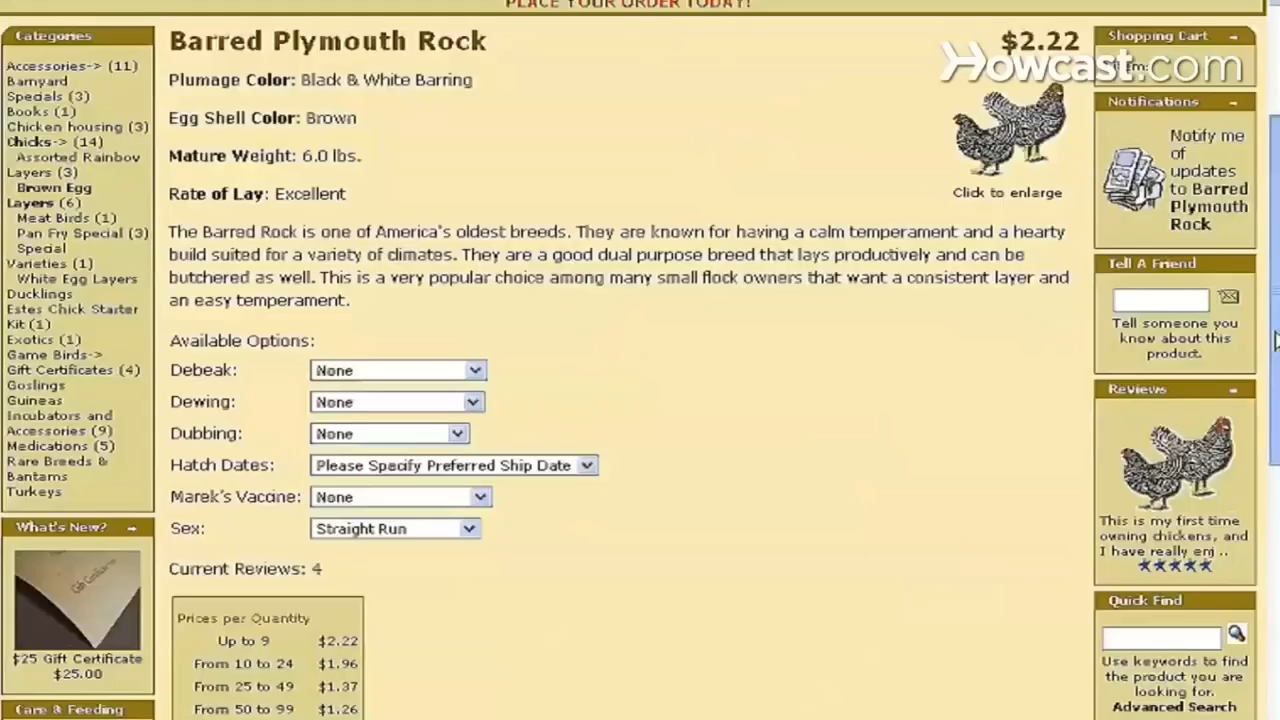 PLACE YOUR ORDER TODAY!
Categories
Accessories-> (11)
Barnyard
Specials (3)
Books (1)
Chicken housing (3)
Chicks-> (14)
Assorted Rainbow
Layers (3)
Brown Egg
Layers (6)
Meat Birds (1)
Pan Fry Special (3)
Special
Varieties (1)
White Egg Layers
Ducklings
Estes Chick Starter
Kit (1)
Exotics (1)
Game Birds->
Gift Certificates (4)
Goslings
Guineas
Incubators and
Accessories (9)
Medications (5)
Rare Breeds &
Bantams
Turkeys
What's New?
$25 Gift Certificate
$25.00
Care & Feeding
Barred Plymouth Rock
$2.22
Plumage Color: Black & White Barring
Egg Shell Color: Brown
Mature Weight: 6.0 lbs.
Rate of Lay: Excellent
Click to enlarge
The Barred Rock is one of America's oldest breeds. They are known for having a calm temperament and a hearty
build suited for a variety of climates. They are a good dual purpose breed that lays productively and can be
butchered as well. This is a very popular choice among many small flock owners that want a consistent layer and
an easy temperament.
Available Options:
Debeak: None
Dewing: None
Dubbing: None
Hatch Dates: Please Specify Preferred Ship Date
Marek's Vaccine: None
Sex: Straight Run
Current Reviews: 4
Prices per Quantity
Up to 9 $2.22
From 10 to 24 $1.96
From 25 to 49 $1.37
From 50 to 99 $1.26
Howcast.com
Shopping Cart
Notifications
Notify me
of
updates
to Barred
Plymouth
Rock
Tell A Friend
Tell someone you
know about this
product.
Reviews
This is my first time
owning chickens, and
I have really enj ..
Quick Find
Use keywords to find
the product you are
looking for.
Advanced Search